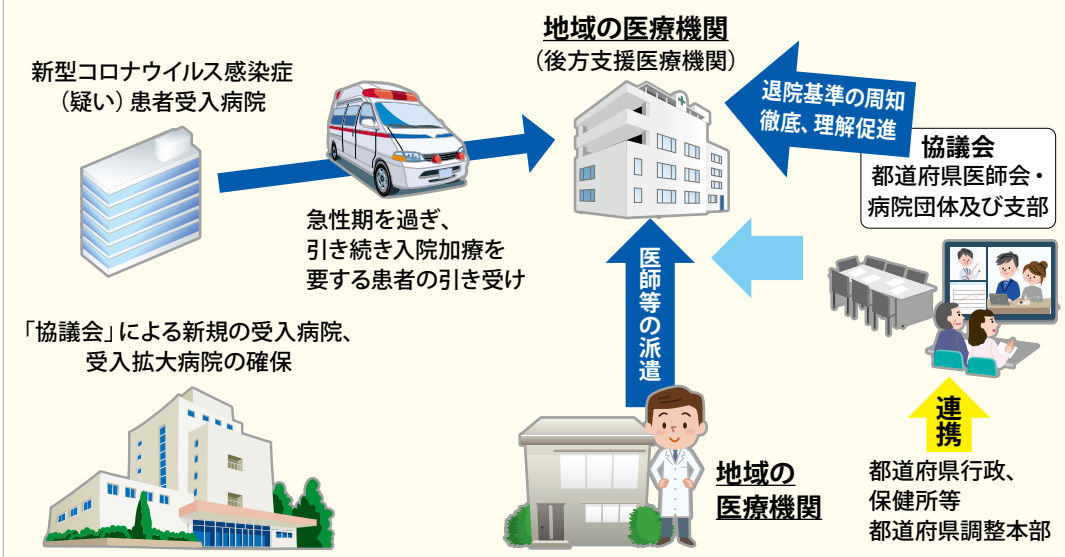 地域の医療機関
（後方支援医療機関）
新型コロナウイルス感染症
（疑い）患者受入病院
退院基準の周知
徹底、理解促進
協議会
都道府県医師会・
病院団体及び支部
急性期を過ぎ、
引き続き入院加療を
要する患者の引き受け
医師等の派遣
「協議会」による新規の受入病院、
受入拡大病院の確保
連携
地域の
医療機関
都道府県行政、
保健所等
都道府県調整本部